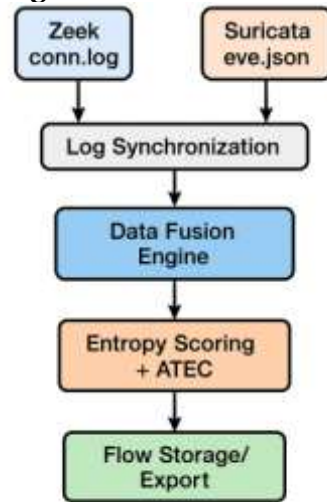 Zeek
conn.log
Suricata
eve.json
Log Synchronization
Data Fusion
Engine
Entropy Scoring
+ ATEC
Flow Storage/
Export